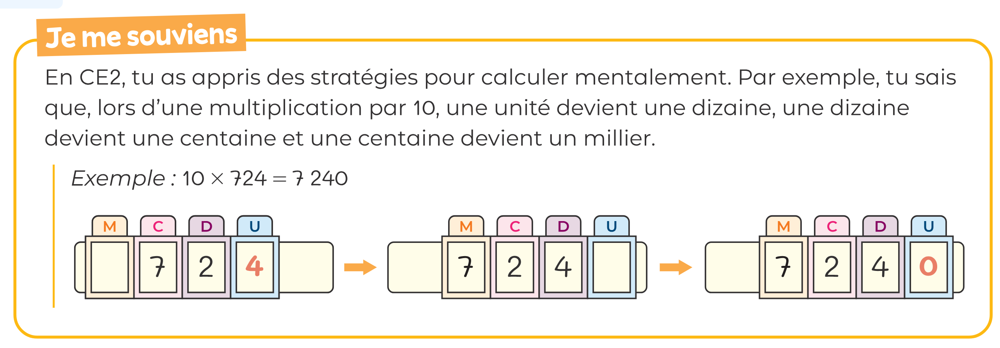 Je me souviens
En CE2, tu as appris des stratégies pour calculer mentalement. Par exemple, tu sais
que, lors d’une multiplication par 10, une unité devient une dizaine, une dizaine
devient une centaine et une centaine devient un millier.
Exemple : 10 × 724 = 7 240
M C D U
7 2 4
M C D U
7 2 4
M C D U
7 2 4 0